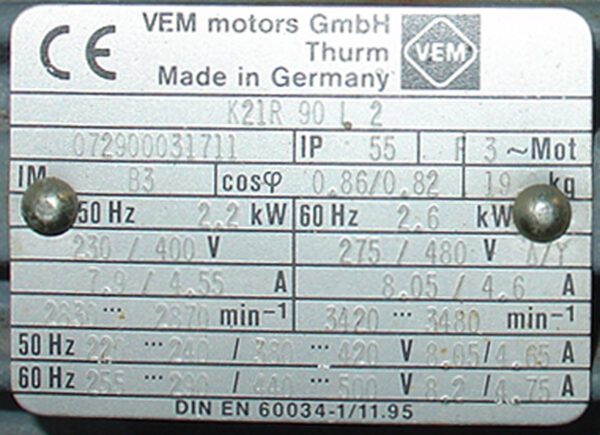 CE VEM motors GmbH
Thurm
VEM
Made in Germany
K21R 90 L 2
072900031711 IP 55 F 3 ~Mot
IM B3 cosφ 0.86/0.82 kg
50 Hz 2.2 kW 60 Hz 2.6 kW
230 / 400 V 275 / 480 V Δ/Y
7.9 / 4.55 A 8.05 / 4.6 A
2830 ... 2870 min-1 3420 ... 3480 min-1
50 Hz 220 ... 240 / 380 ... 420 V 8.05/4.65 A
60 Hz 255 ... 290 / 440 ... 500 V 8.2/4.75 A
DIN EN 60034-1/11.95